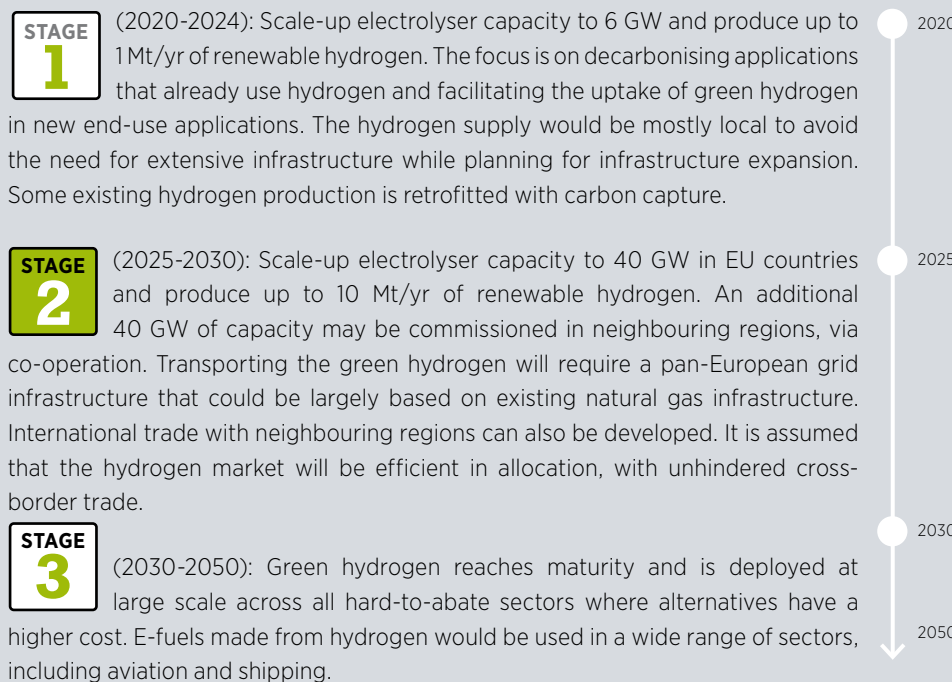 STAGE
1
(2020-2024): Scale-up electrolyser capacity to 6 GW and produce up to
1 Mt/yr of renewable hydrogen. The focus is on decarbonising applications
that already use hydrogen and facilitating the uptake of green hydrogen
in new end-use applications. The hydrogen supply would be mostly local to avoid
the need for extensive infrastructure while planning for infrastructure expansion.
Some existing hydrogen production is retrofitted with carbon capture.
2020
STAGE
2
(2025-2030): Scale-up electrolyser capacity to 40 GW in EU countries
and produce up to 10 Mt/yr of renewable hydrogen. An additional
40 GW of capacity may be commissioned in neighbouring regions, via
co-operation. Transporting the green hydrogen will require a pan-European grid
infrastructure that could be largely based on existing natural gas infrastructure.
International trade with neighbouring regions can also be developed. It is assumed
that the hydrogen market will be efficient in allocation, with unhindered cross-
border trade.
2025
STAGE
3
(2030-2050): Green hydrogen reaches maturity and is deployed at
large scale across all hard-to-abate sectors where alternatives have a
higher cost. E-fuels made from hydrogen would be used in a wide range of sectors,
including aviation and shipping.
2030
2050